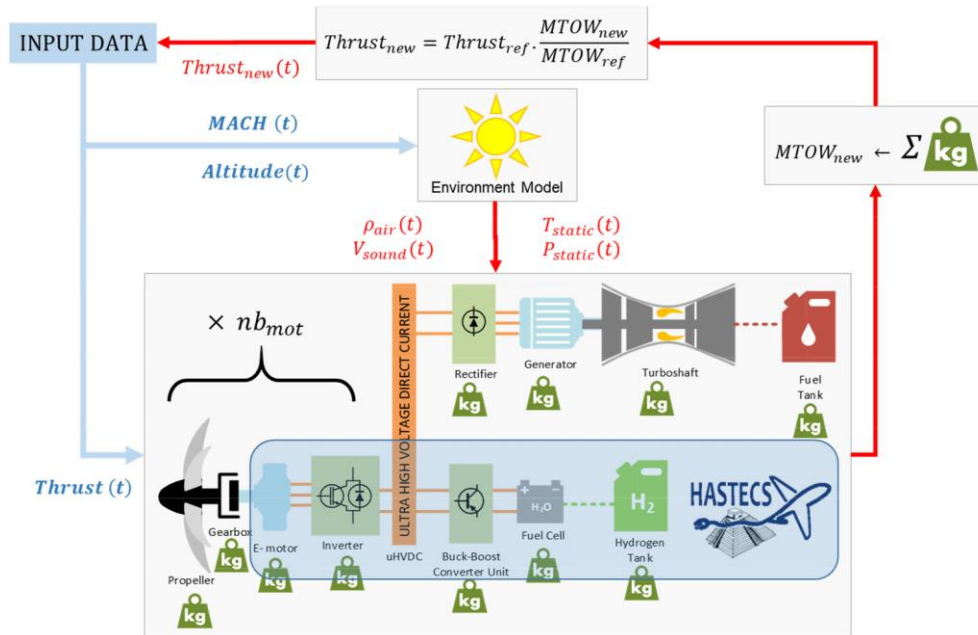 INPUT DATA
Thrust_new = Thrust_ref . MTOW_new / MTOW_ref
Thrust_new(t)
MACH (t)
Altitude(t)
Environment Model
MTOW_new ← Σ kg
ρ_air(t)
V_sound(t)
T_static(t)
P_static(t)
× nb_mot
ULTRA HIGH VOLTAGE DIRECT CURRENT
Rectifier
kg
Generator
kg
Turboshaft
kg
Fuel
Tank
kg
Thrust (t)
Propeller
kg
Gearbox
kg
E- motor
kg
Inverter
kg
uHVDC
Buck-Boost
Converter Unit
kg
+ −
H₂O
Fuel Cell
kg
H₂
Hydrogen
Tank
kg
HASTECS